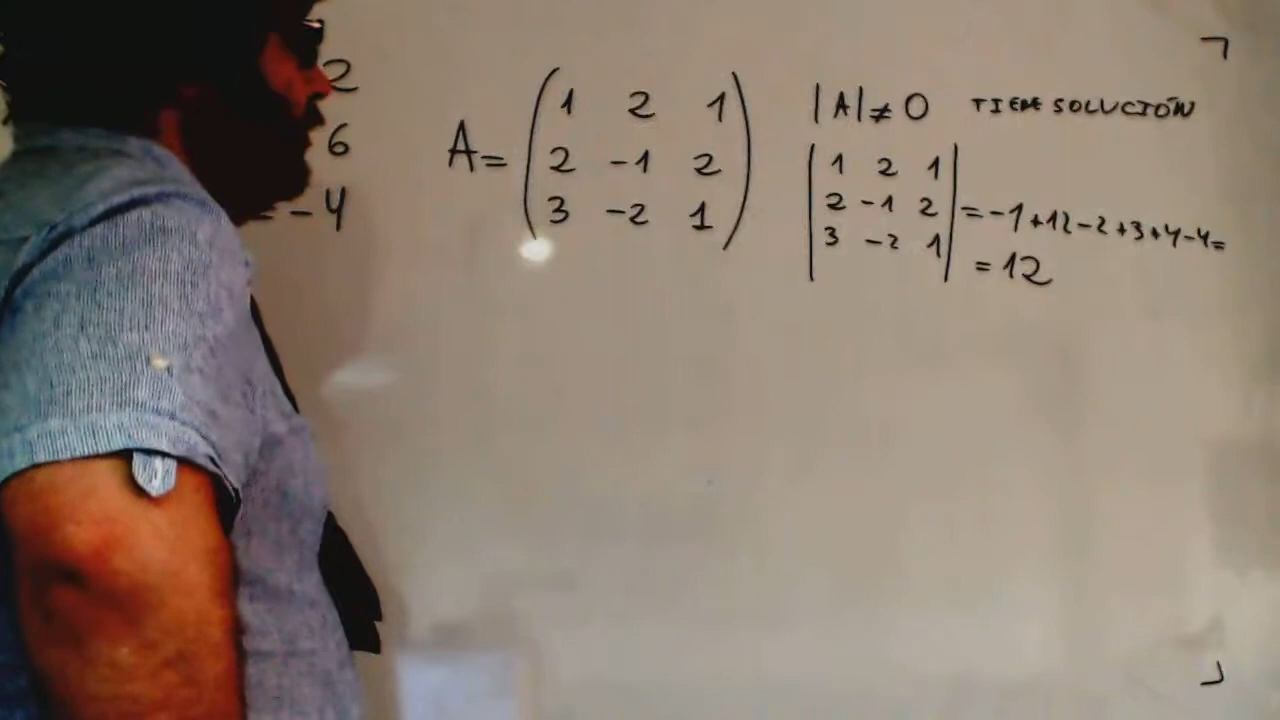 2
6
= -4
A = ( 1 2 1
2 -1 2
3 -2 1 )
|A| ≠ 0 TIENE SOLUCIÓN
| 1 2 1 |
| 2 -1 2 | = -1+12-2+3+4-4=
| 3 -2 1 |
= 12